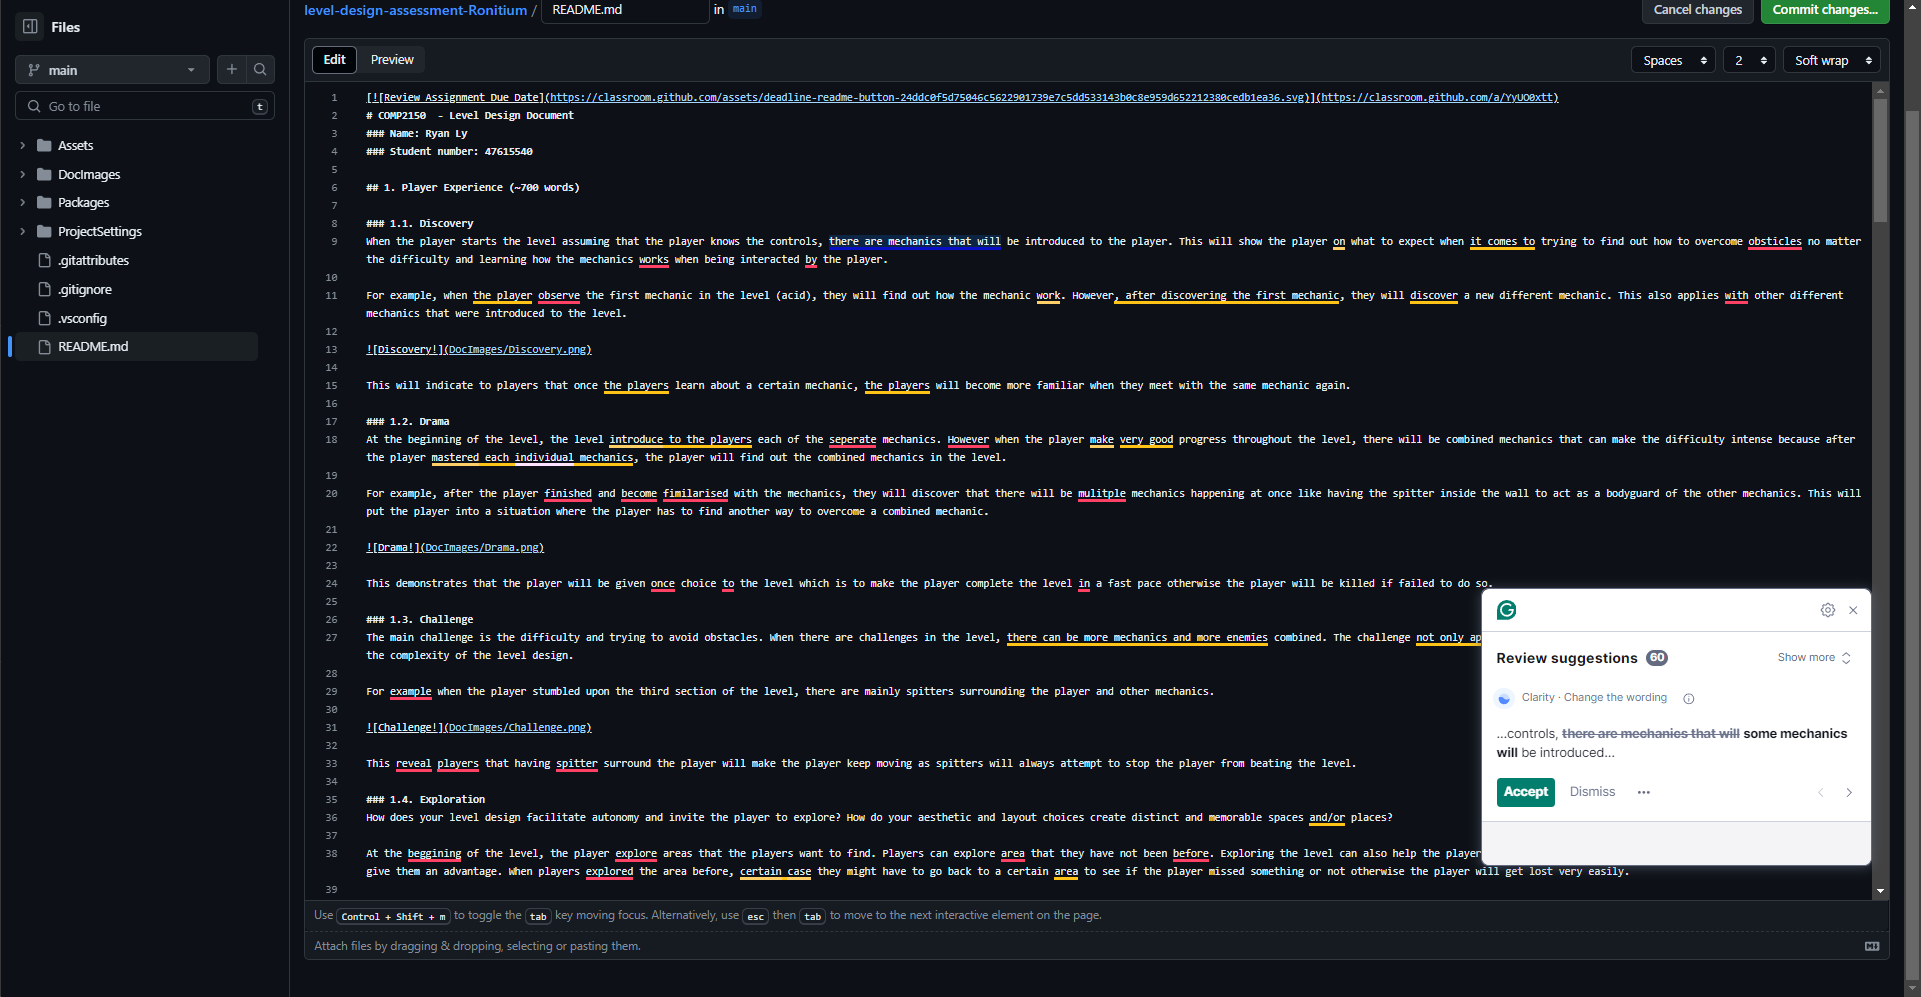 Files
main
Go to file
t
Assets
DocImages
Packages
ProjectSettings
.gitattributes
.gitignore
.vsconfig
README.md
level-design-assessment-Ronitium / README.md in main
Cancel changes
Commit changes...
Edit
Preview
Spaces
2
Soft wrap
1 [![Review Assignment Due Date](https://classroom.github.com/assets/deadline-readme-button-24ddc0f5d75046c5622901739e7c5dd533143b0c8e959d652212380cedb1ea36.svg)](https://classroom.github.com/a/YyUO0xtt)
2 # COMP2150  - Level Design Document
3 ### Name: Ryan Ly
4 ### Student number: 47615540
5
6 ## 1. Player Experience (~700 words)
7
8 ### 1.1. Discovery
9 When the player starts the level assuming that the player knows the controls, there are mechanics that will be introduced to the player. This will show the player on what to expect when it comes to trying to find out how to overcome obsticles no matter
the difficulty and learning how the mechanics works when being interacted by the player.
10
11 For example, when the player observe the first mechanic in the level (acid), they will find out how the mechanic work. However, after discovering the first mechanic, they will discover a new different mechanic. This also applies with other different
mechanics that were introduced to the level.
12
13 ![Discovery!](DocImages/Discovery.png)
14
15 This will indicate to players that once the players learn about a certain mechanic, the players will become more familiar when they meet with the same mechanic again.
16
17 ### 1.2. Drama
18 At the beginning of the level, the level introduce to the players each of the seperate mechanics. However when the player make very good progress throughout the level, there will be combined mechanics that can make the difficulty intense because after
the player mastered each individual mechanics, the player will find out the combined mechanics in the level.
19
20 For example, after the player finished and become fimilarised with the mechanics, they will discover that there will be mulitple mechanics happening at once like having the spitter inside the wall to act as a bodyguard of the other mechanics. This will
put the player into a situation where the player has to find another way to overcome a combined mechanic.
21
22 ![Drama!](DocImages/Drama.png)
23
24 This demonstrates that the player will be given once choice to the level which is to make the player complete the level in a fast pace otherwise the player will be killed if failed to do so.
25
26 ### 1.3. Challenge
27 The main challenge is the difficulty and trying to avoid obstacles. When there are challenges in the level, there can be more mechanics and more enemies combined. The challenge not only ap
the complexity of the level design.
28
29 For example when the player stumbled upon the third section of the level, there are mainly spitters surrounding the player and other mechanics.
30
31 ![Challenge!](DocImages/Challenge.png)
32
33 This reveal players that having spitter surround the player will make the player keep moving as spitters will always attempt to stop the player from beating the level.
34
35 ### 1.4. Exploration
36 How does your level design facilitate autonomy and invite the player to explore? How do your aesthetic and layout choices create distinct and memorable spaces and/or places?
37
38 At the beggining of the level, the player explore areas that the players want to find. Players can explore area that they have not been before. Exploring the level can also help the player
give them an advantage. When players explored the area before, certain case they might have to go back to a certain area to see if the player missed something or not otherwise the player will get lost very easily.
39
Review suggestions 60
Show more
Clarity · Change the wording
...controls, there are mechanics that will some mechanics
will be introduced...
Accept
Dismiss
Use Control + Shift + m to toggle the tab key moving focus. Alternatively, use esc then tab to move to the next interactive element on the page.
Attach files by dragging & dropping, selecting or pasting them.